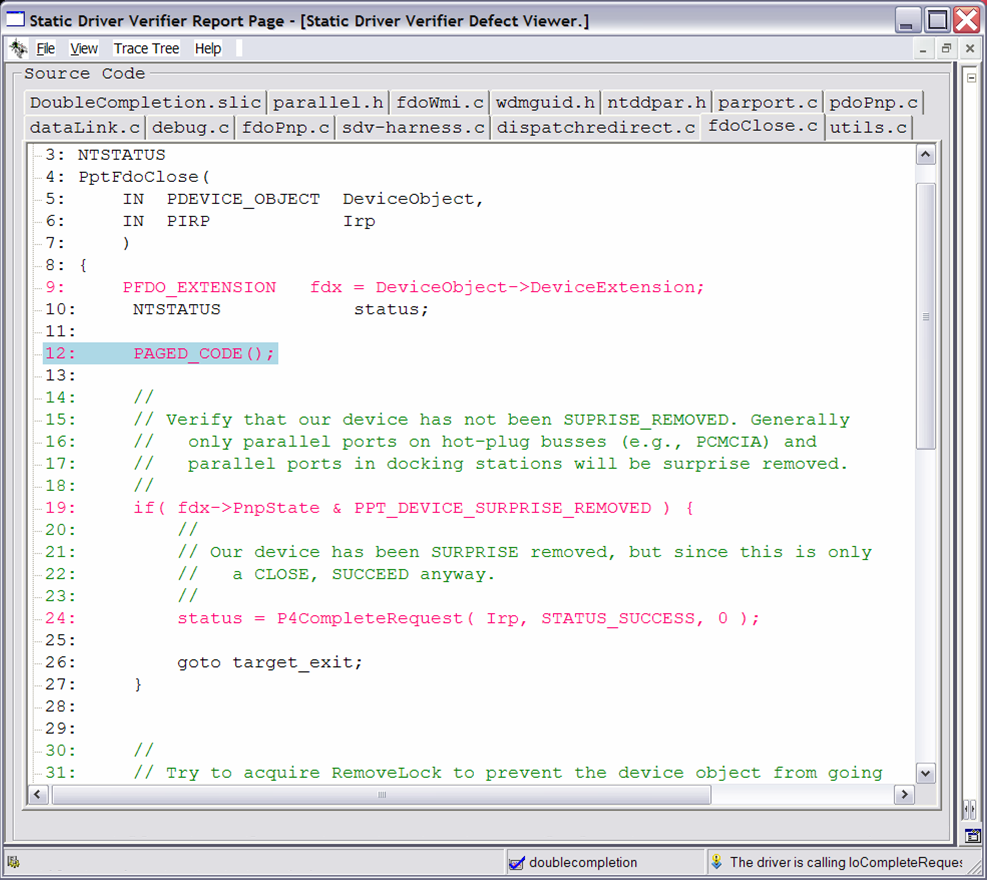 Static Driver Verifier Report Page - [Static Driver Verifier Defect Viewer.]
File View Trace Tree Help
Source Code
DoubleCompletion.slic parallel.h fdoWmi.c wdmguid.h ntddpar.h parport.c pdoPnp.c
dataLink.c debug.c fdoPnp.c sdv-harness.c dispatchredirect.c fdoClose.c utils.c
3: NTSTATUS
4: PptFdoClose(
5: IN PDEVICE_OBJECT DeviceObject,
6: IN PIRP Irp
7: )
8: {
9: PFDO_EXTENSION fdx = DeviceObject->DeviceExtension;
10: NTSTATUS status;
11:
12: PAGED_CODE();
13:
14: //
15: // Verify that our device has not been SUPRISE_REMOVED. Generally
16: // only parallel ports on hot-plug busses (e.g., PCMCIA) and
17: // parallel ports in docking stations will be surprise removed.
18: //
19: if( fdx->PnpState & PPT_DEVICE_SURPRISE_REMOVED ) {
20: //
21: // Our device has been SURPRISE removed, but since this is only
22: // a CLOSE, SUCCEED anyway.
23: //
24: status = P4CompleteRequest( Irp, STATUS_SUCCESS, 0 );
25:
26: goto target_exit;
27: }
28:
29:
30: //
31: // Try to acquire RemoveLock to prevent the device object from going
doublecompletion
The driver is calling IoCompleteReques